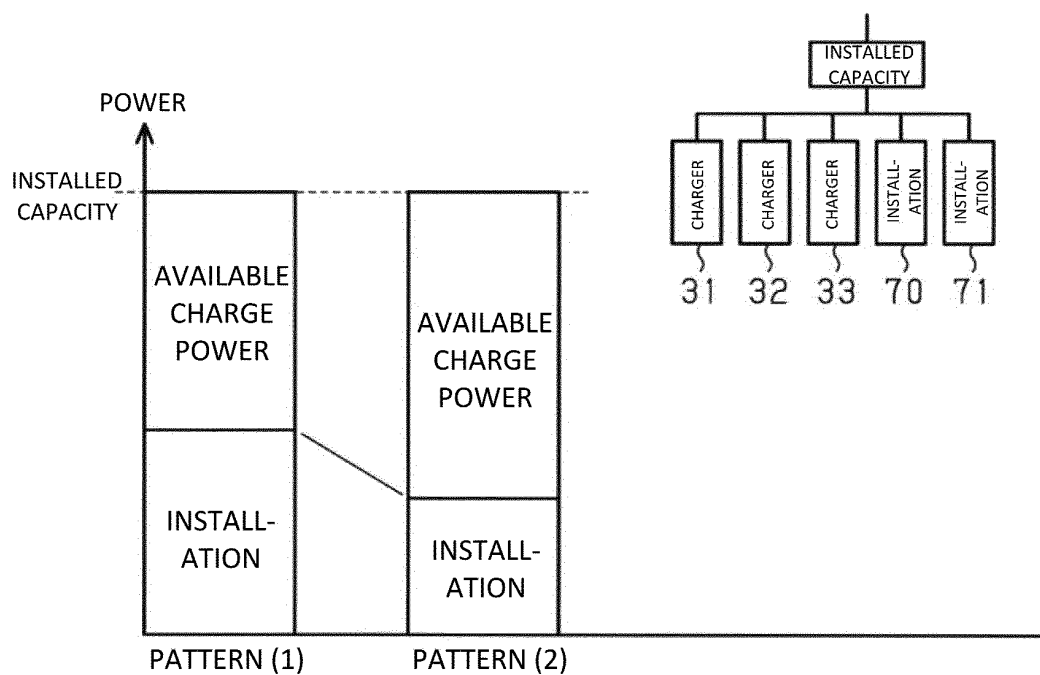 POWER
INSTALLED
CAPACITY
AVAILABLE
CHARGE
POWER
INSTALL-
ATION
PATTERN (1)
AVAILABLE
CHARGE
POWER
INSTALL-
ATION
PATTERN (2)
INSTALLED
CAPACITY
CHARGER
CHARGER
CHARGER
INSTALL-
ATION
INSTALL-
ATION
31
32
33
70
71